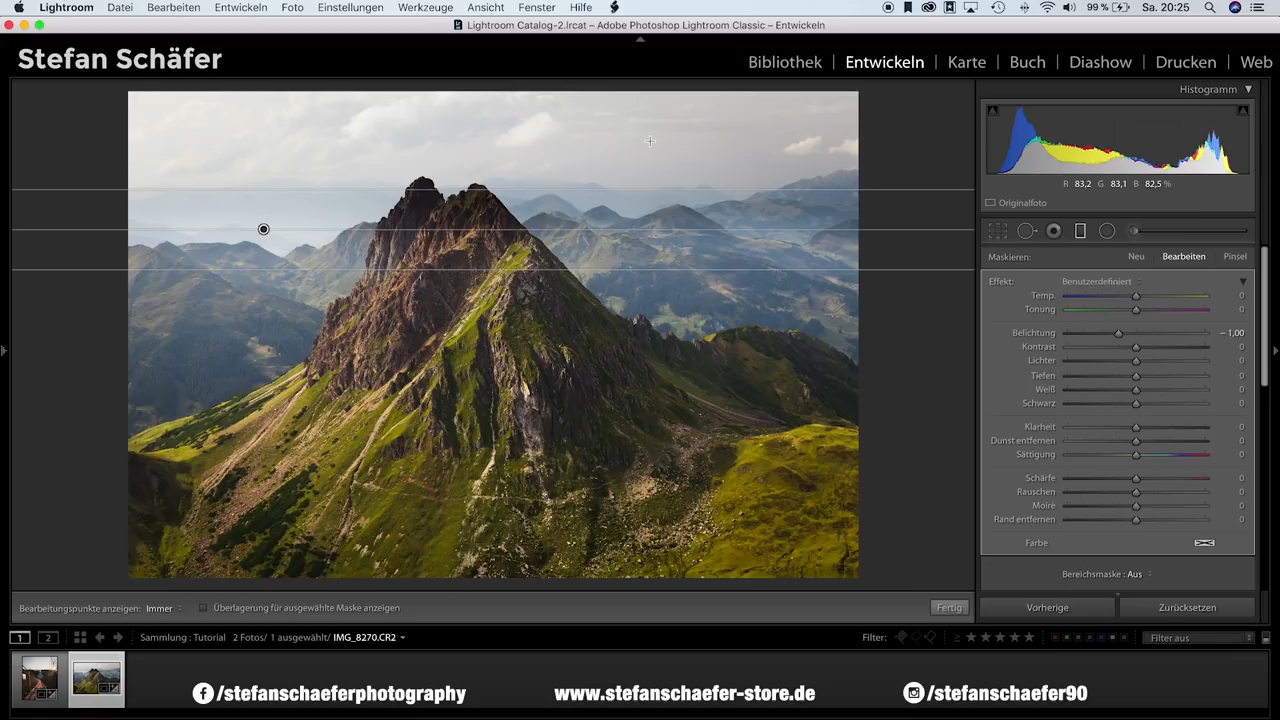 Lightroom Datei Bearbeiten Entwickeln Foto Einstellungen Werkzeuge Ansicht Fenster Hilfe 99 % Sa. 20:25
Lightroom Catalog-2.lrcat – Adobe Photoshop Lightroom Classic – Entwickeln
Stefan Schäfer
Bibliothek | Entwickeln | Karte | Buch | Diashow | Drucken | Web
Histogramm
R 83,2 G 83,1 B 82,5 %
Originalfoto
Maskieren: Neu Bearbeiten Pinsel
Effekt: Benutzerdefiniert
Temp. 0
Tonung 0
Belichtung – 1,00
Kontrast 0
Lichter 0
Tiefen 0
Weiß 0
Schwarz 0
Klarheit 0
Dunst entfernen 0
Sättigung 0
Schärfe 0
Rauschen 0
Moiré 0
Rand entfernen 0
Farbe
Bereichsmaske : Aus
Bearbeitungspunkte anzeigen: Immer Überlagerung für ausgewählte Maske anzeigen Fertig
Vorherige Zurücksetzen
1 2 Sammlung : Tutorial 2 Fotos/ 1 ausgewählt/ IMG_8270.CR2 Filter: Filter aus
/stefanschaeferphotography www.stefanschaefer-store.de /stefanschaefer90